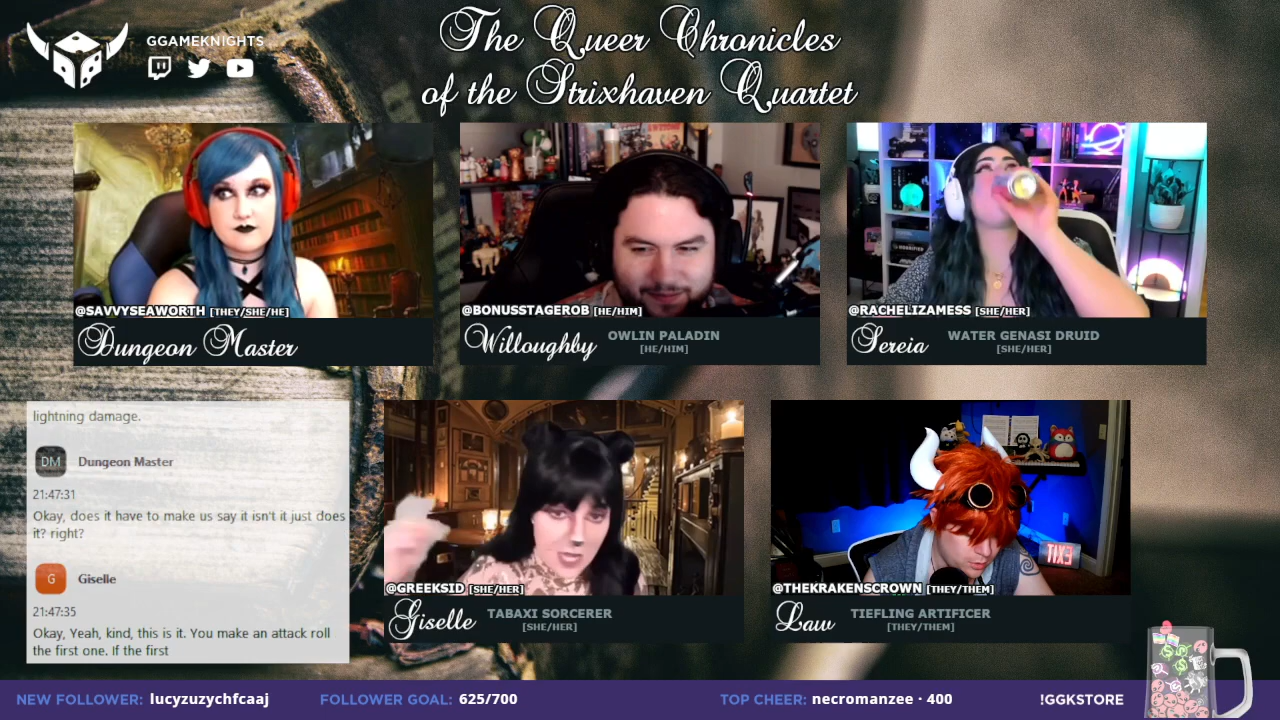 GGAMEKNIGHTS
The Queer Chronicles
of the Strixhaven Quartet
@SAVVYSEAWORTH [THEY/SHE/HE]
Dungeon Master
@BONUSSTAGEROB [HE/HIM]
Willoughby
OWLIN PALADIN
[HE/HIM]
@RACHELIZAMESS [SHE/HER]
Sereia
WATER GENASI DRUID
[SHE/HER]
lightning damage.
DM
Dungeon Master
21:47:31
Okay, does it have to make us say it isn't it just does
it? right?
G
Giselle
21:47:35
Okay, Yeah, kind, this is it. You make an attack roll
the first one. If the first
@GREEKSID [SHE/HER]
Giselle
TABAXI SORCERER
[SHE/HER]
EXIT
@THEKRAKENSCROWN [THEY/THEM]
Law
TIEFLING ARTIFICER
[THEY/THEM]
NEW FOLLOWER: lucyzuzychfcaaj
FOLLOWER GOAL: 625/700
TOP CHEER: necromanzee · 400
!GGKSTORE